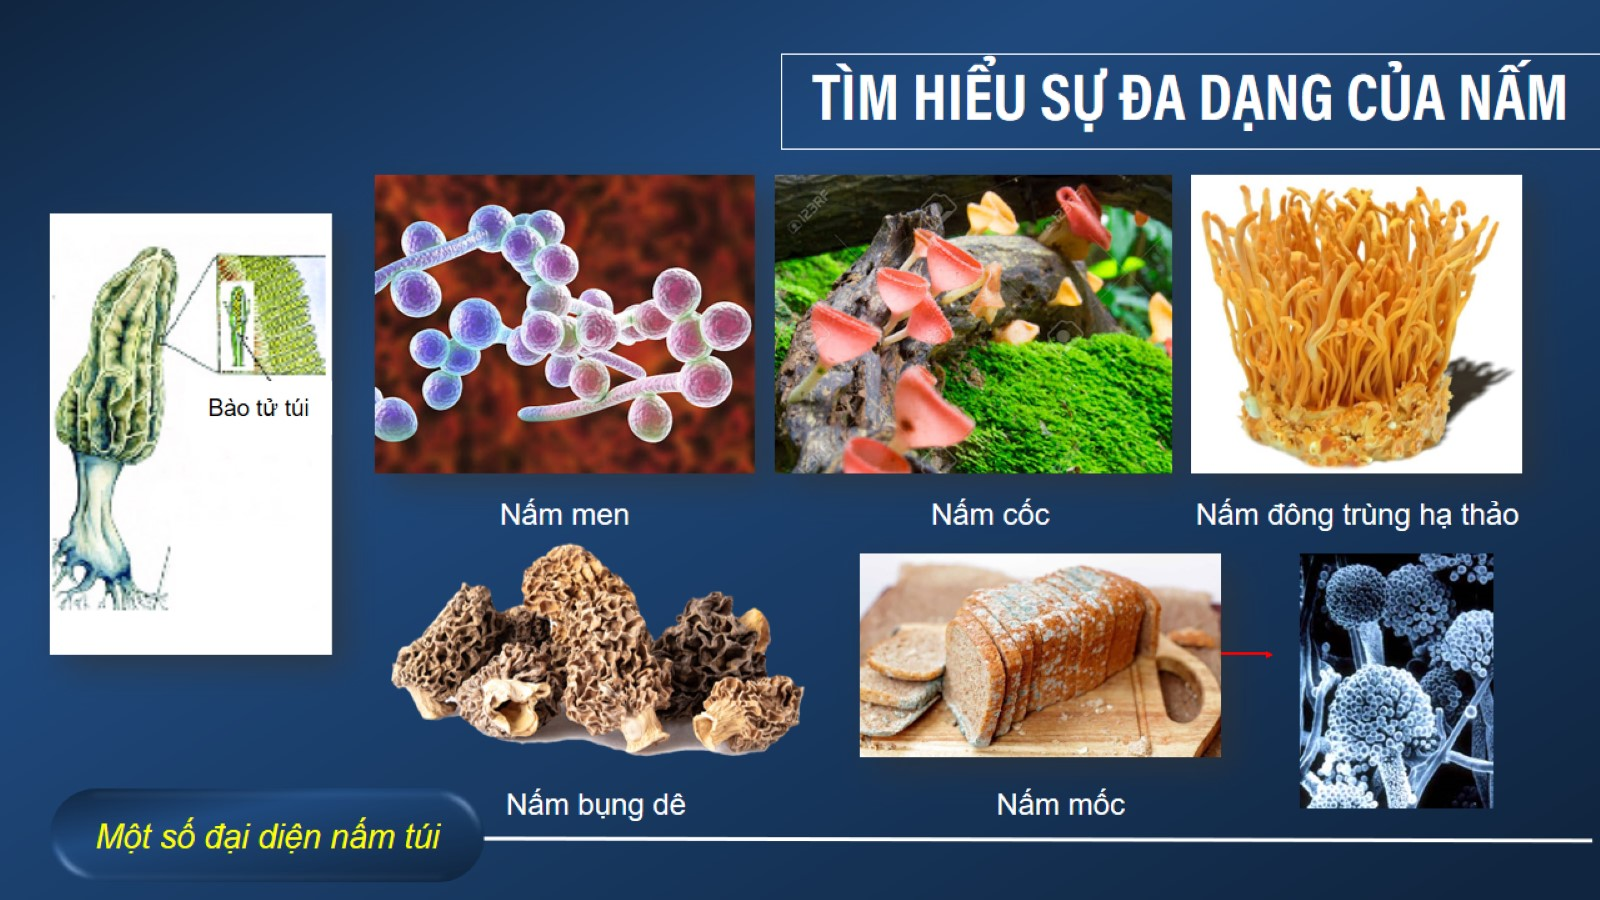 TÌM HIỂU SỰ ĐA DẠNG CỦA NẤM
Bào tử túi
Nấm men
Nấm cốc
Nấm đông trùng hạ thảo
Nấm bụng dê
Nấm mốc
Một số đại diện nấm túi
123RF